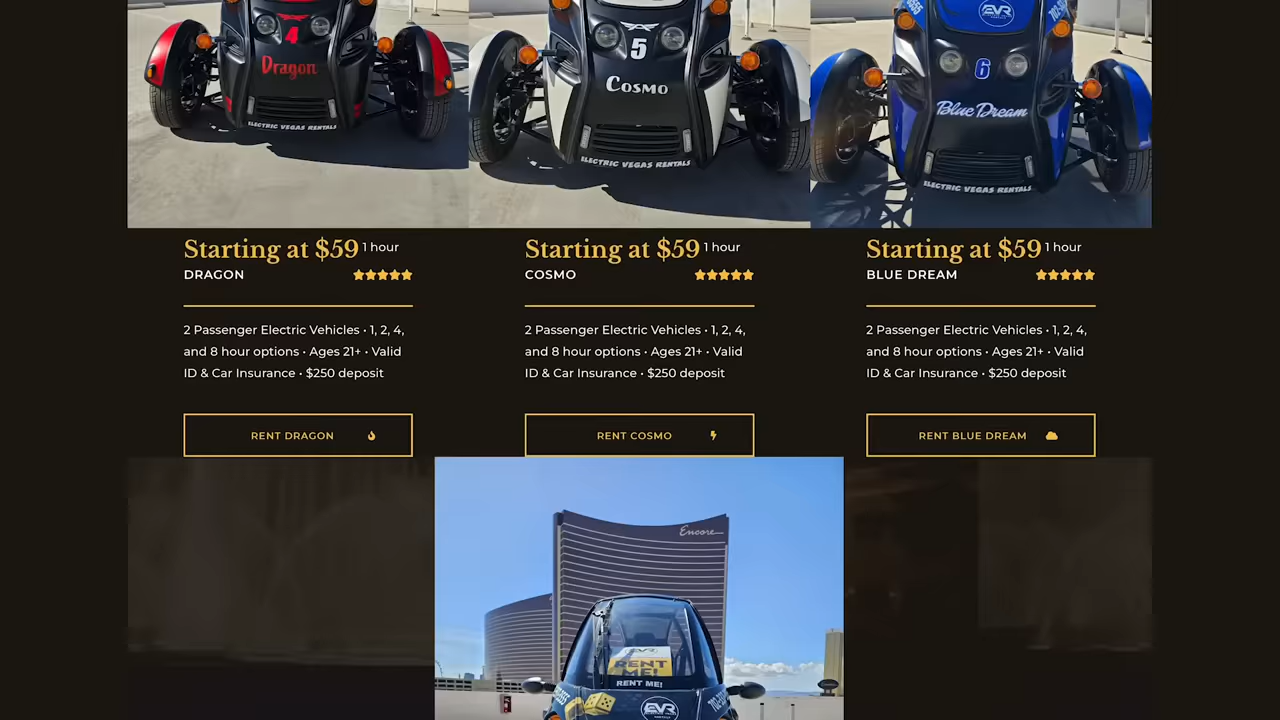 4
Dragon
ELECTRIC VEGAS RENTALS
5
Cosmo
ELECTRIC VEGAS RENTALS
EVR
6
Blue Dream
ELECTRIC VEGAS RENTALS
Starting at $59 1 hour
DRAGON
2 Passenger Electric Vehicles • 1, 2, 4,
and 8 hour options • Ages 21+ • Valid
ID & Car Insurance • $250 deposit
RENT DRAGON
Starting at $59 1 hour
COSMO
2 Passenger Electric Vehicles • 1, 2, 4,
and 8 hour options • Ages 21+ • Valid
ID & Car Insurance • $250 deposit
RENT COSMO
Starting at $59 1 hour
BLUE DREAM
2 Passenger Electric Vehicles • 1, 2, 4,
and 8 hour options • Ages 21+ • Valid
ID & Car Insurance • $250 deposit
RENT BLUE DREAM
Encore
EVR
RENT
ME!
RENT ME!
EVR